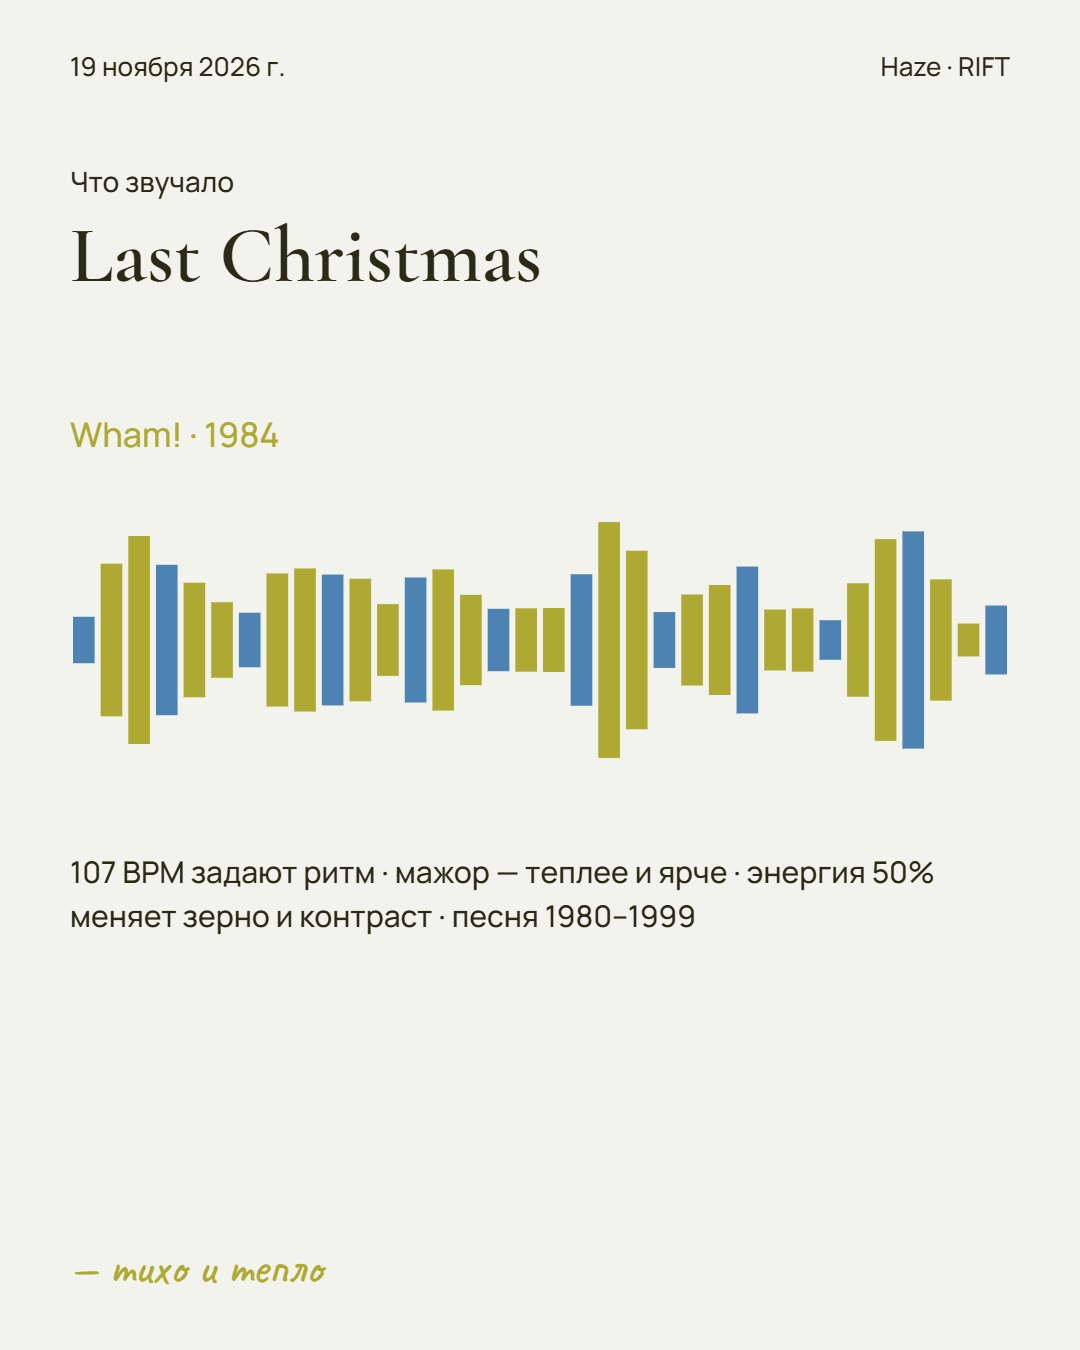 19 ноября 2026 г.
Haze · RIFT
Что звучало
Last Christmas
Wham! · 1984
107 BPM задают ритм · мажор — теплее и ярче · энергия 50%
меняет зерно и контраст · песня 1980–1999
— тихо и тепло